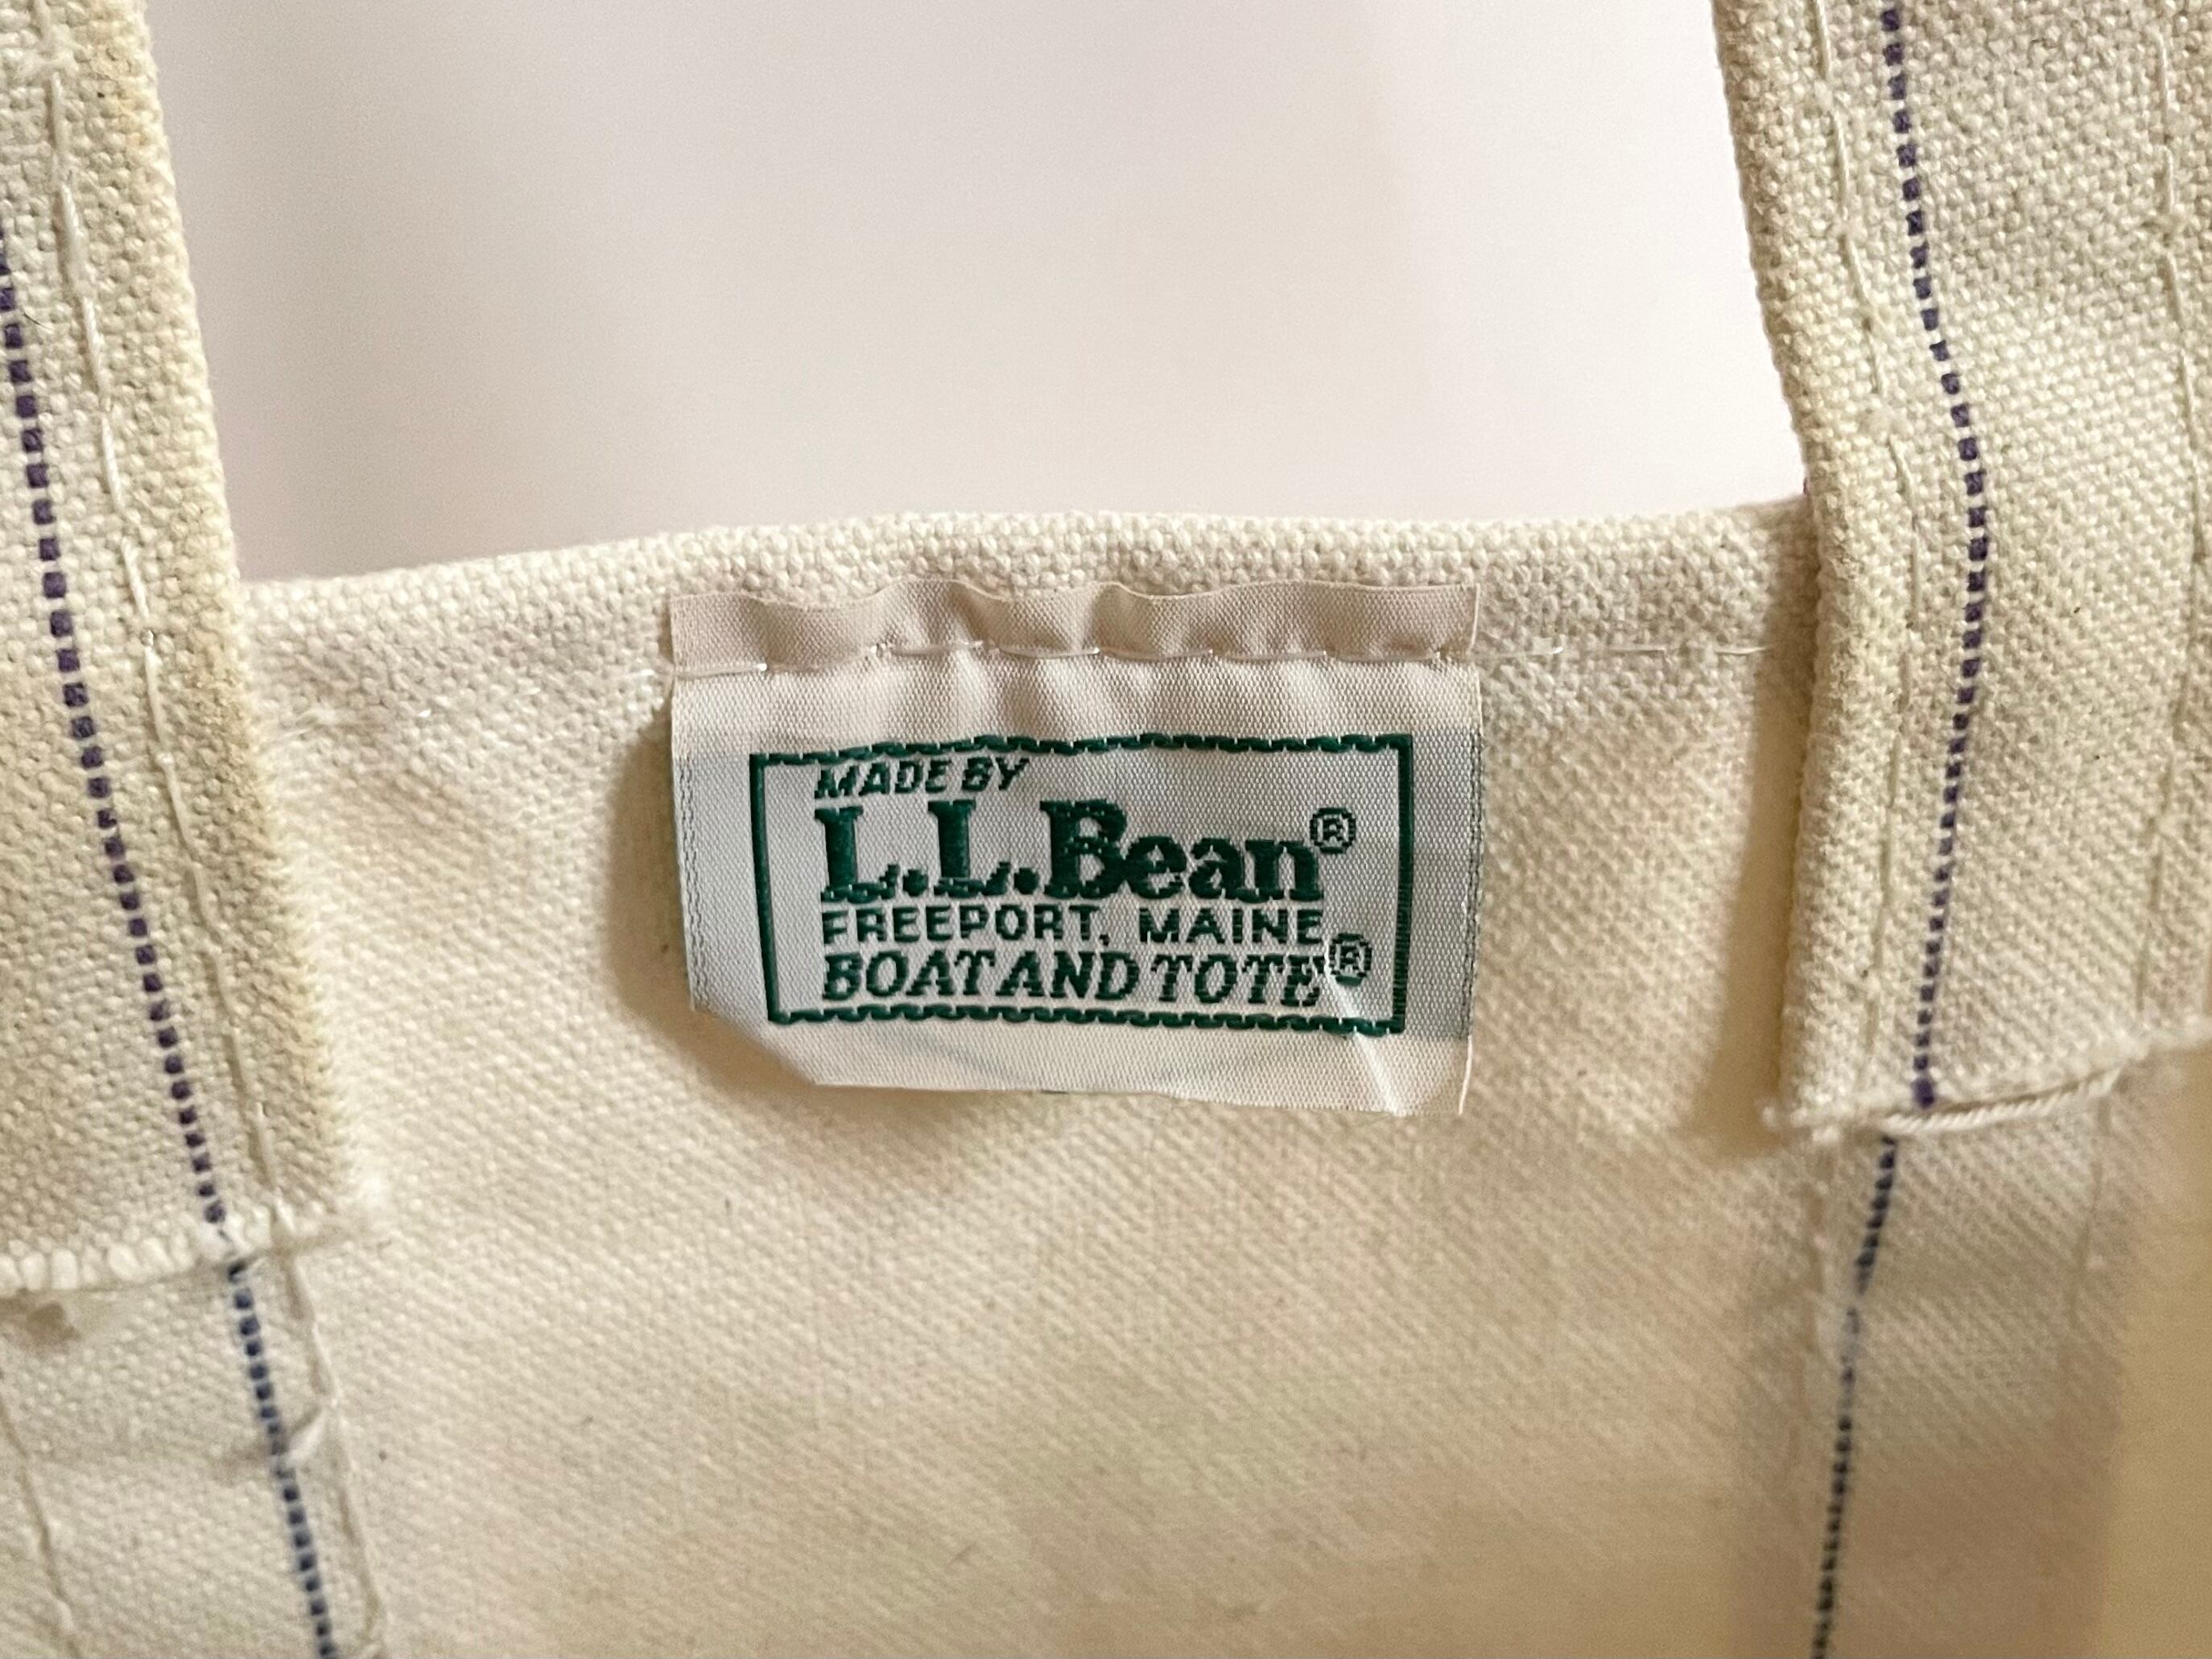 MADE BY
L.L.Bean®
FREEPORT, MAINE
BOAT AND TOTE®